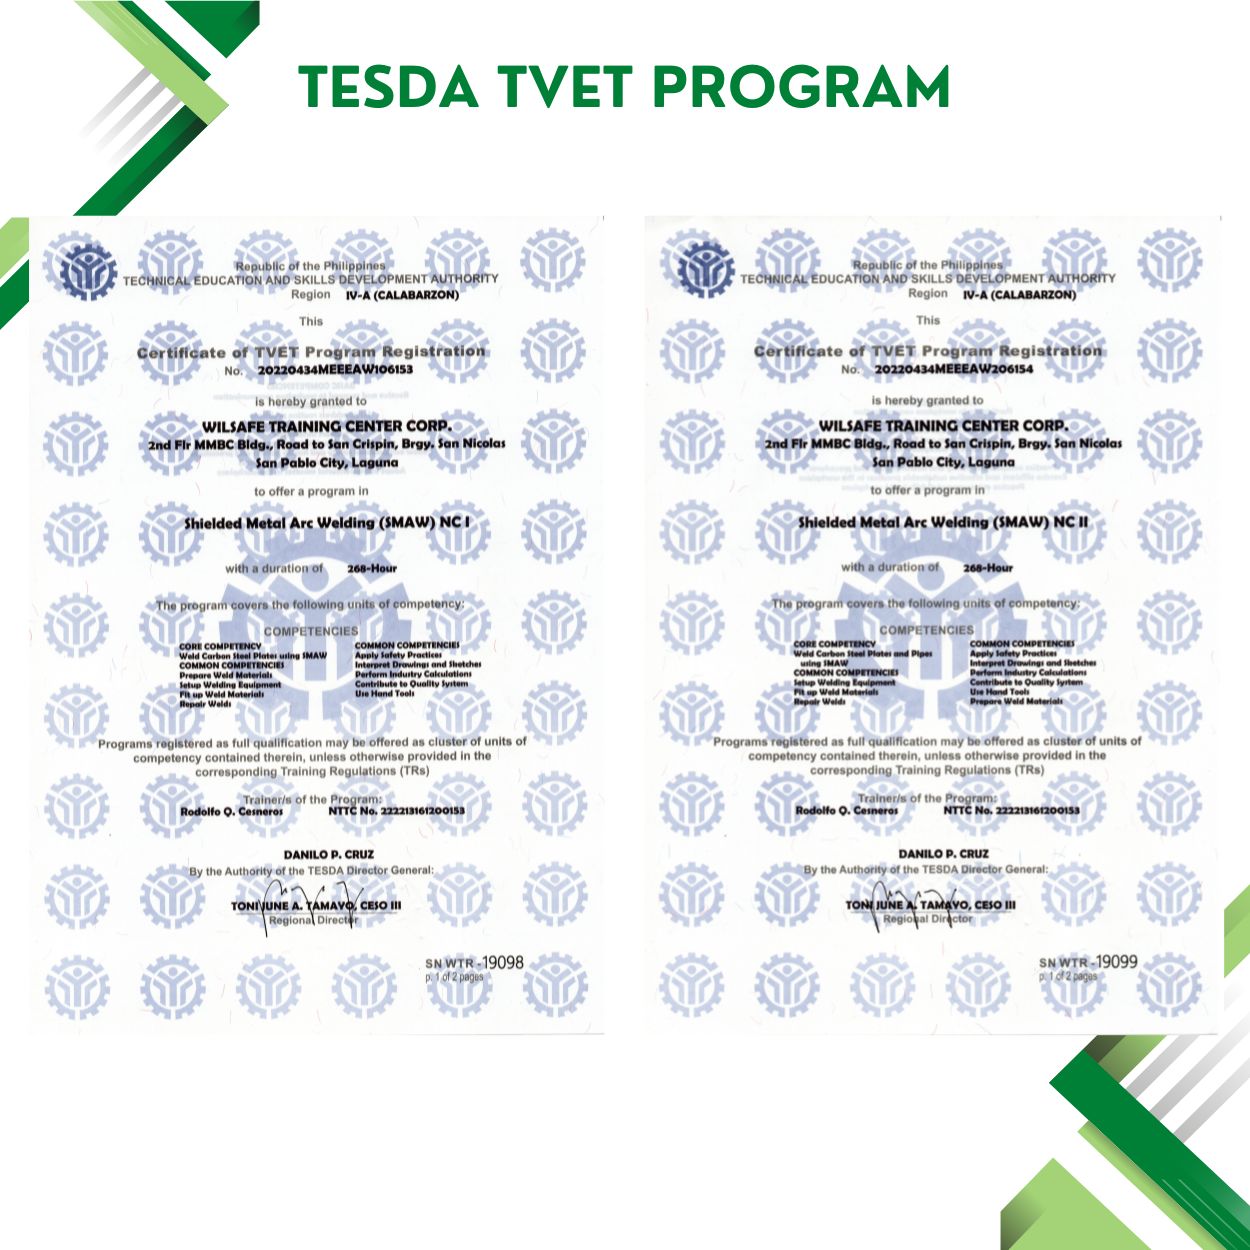 TESDA TVET PROGRAM
Republic of the Philippines
TECHNICAL EDUCATION AND SKILLS DEVELOPMENT AUTHORITY
Region IV-A (CALABARZON)
This
Certificate of TVET Program Registration
No. 20220434MEEEAW106153
is hereby granted to
WILSAFE TRAINING CENTER CORP.
2nd Flr MMBC Bldg., Road to San Crispin, Brgy. San Nicolas
San Pablo City, Laguna
to offer a program in
Shielded Metal Arc Welding (SMAW) NC I
with a duration of 268-Hour
The program covers the following units of competency:
COMPETENCIES
CORE COMPETENCY
Weld Carbon Steel Plates using SMAW
COMMON COMPETENCIES
Prepare Weld Materials
Setup Welding Equipment
Fit up Weld Materials
Repair Welds
COMMON COMPETENCIES
Apply Safety Practices
Interpret Drawings and Sketches
Perform Industry Calculations
Contribute to Quality System
Use Hand Tools
Programs registered as full qualification may be offered as cluster of units of
competency contained therein, unless otherwise provided in the
corresponding Training Regulations (TRs)
Trainer/s of the Program:
Rodolfo Q. Cesneros NTTC No. 222213161200153
DANILO P. CRUZ
By the Authority of the TESDA Director General:
TONI JUNE A. TAMAYO, CESO III
Regional Director
SN WTR -19098
p. 1 of 2 pages
Republic of the Philippines
TECHNICAL EDUCATION AND SKILLS DEVELOPMENT AUTHORITY
Region IV-A (CALABARZON)
This
Certificate of TVET Program Registration
No. 20220434MEEEAW206154
is hereby granted to
WILSAFE TRAINING CENTER CORP.
2nd Flr MMBC Bldg., Road to San Crispin, Brgy. San Nicolas
San Pablo City, Laguna
to offer a program in
Shielded Metal Arc Welding (SMAW) NC II
with a duration of 268-Hour
The program covers the following units of competency:
COMPETENCIES
CORE COMPETENCY
Weld Carbon Steel Plates and Pipes
using SMAW
COMMON COMPETENCIES
Setup Welding Equipment
Fit up Weld Materials
Repair Welds
COMMON COMPETENCIES
Apply Safety Practices
Interpret Drawings and Sketches
Perform Industry Calculations
Contribute to Quality System
Use Hand Tools
Prepare Weld Materials
Programs registered as full qualification may be offered as cluster of units of
competency contained therein, unless otherwise provided in the
corresponding Training Regulations (TRs)
Trainer/s of the Program:
Rodolfo Q. Cesneros NTTC No. 222213161200153
DANILO P. CRUZ
By the Authority of the TESDA Director General:
TONI JUNE A. TAMAYO, CESO III
Regional Director
SN WTR -19099
p. 1 of 2 pages